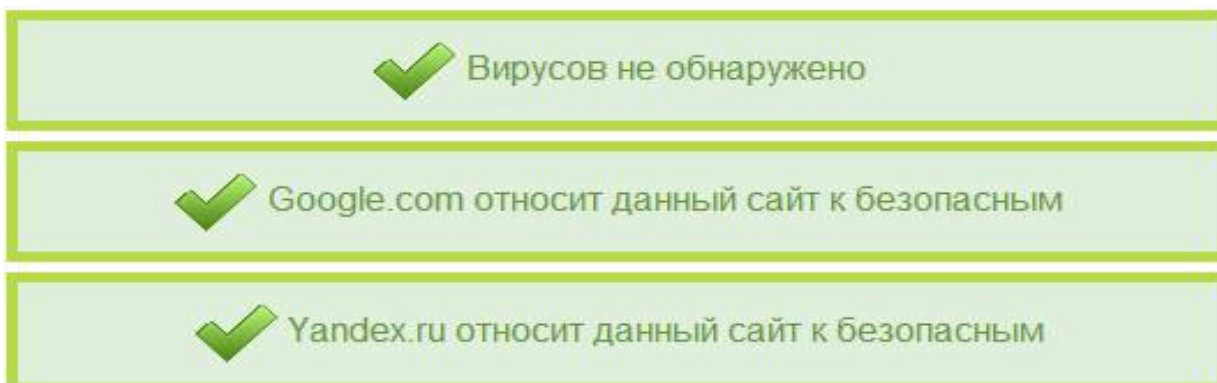 Вирусов не обнаружено
Google.com относит данный сайт к безопасным
Yandex.ru относит данный сайт к безопасным